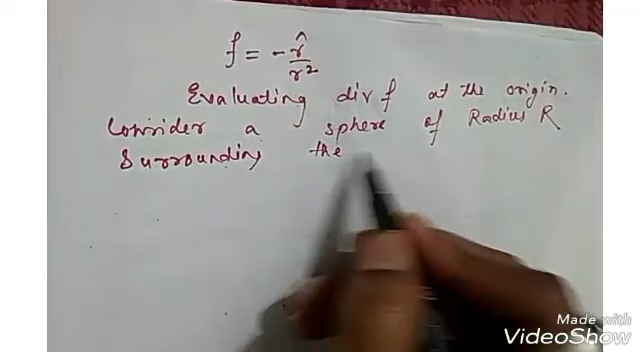 f = - r̂/r²
Evaluating div f at the origin.
Consider a sphere of Radius R
Surrounding the
Made with
VideoShow